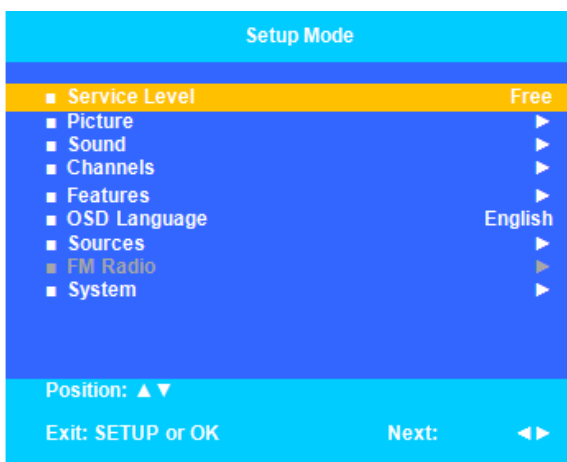 Setup Mode
■ Service Level Free
■ Picture ►
■ Sound ►
■ Channels ►
■ Features ►
■ OSD Language English
■ Sources ►
■ FM Radio ►
■ System ►
Position: ▲▼
Exit: SETUP or OK Next: ◄►